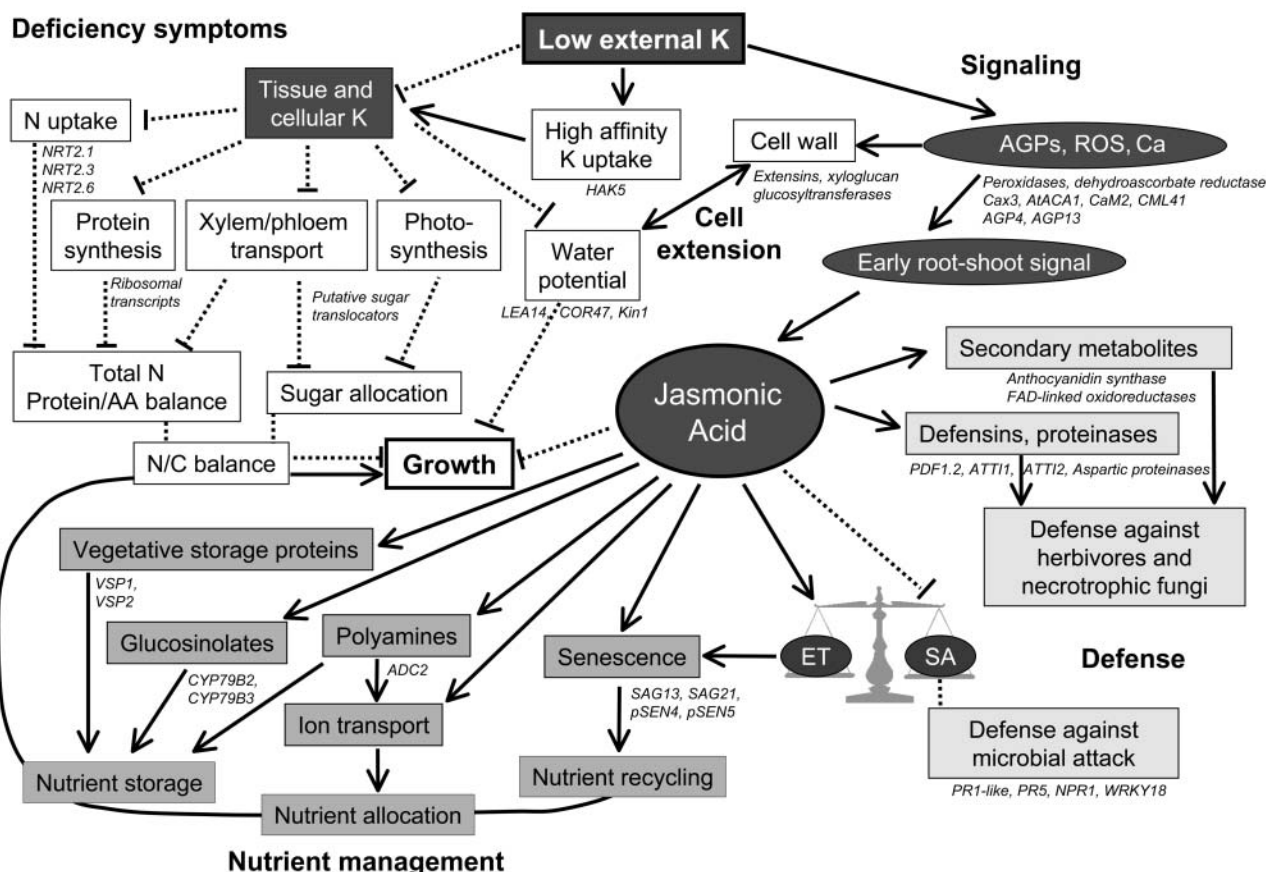 Deficiency symptoms
Low external K
Signaling
Tissue and
cellular K
N uptake
NRT2.1
NRT2.3
NRT2.6
High affinity
K uptake
HAK5
Cell wall
Extensins, xyloglucan
glucosyltransferases
AGPs, ROS, Ca
Peroxidases, dehydroascorbate reductase
Cax3, AtACA1, CaM2, CML41
AGP4, AGP13
Protein
synthesis
Ribosomal
transcripts
Xylem/phloem
transport
Putative sugar
translocators
Photo-
synthesis
Cell
extension
Water
potential
LEA14, COR47, Kin1
Early root-shoot signal
Total N
Protein/AA balance
Sugar allocation
Jasmonic
Acid
Secondary metabolites
Anthocyanidin synthase
FAD-linked oxidoreductases
Defensins, proteinases
PDF1.2, ATTI1, ATTI2, Aspartic proteinases
N/C balance
Growth
Defense against
herbivores and
necrotrophic fungi
Vegetative storage proteins
VSP1,
VSP2
Glucosinolates
CYP79B2,
CYP79B3
Polyamines
ADC2
Senescence
SAG13, SAG21,
pSEN4, pSEN5
ET
SA
Defense
Ion transport
Defense against
microbial attack
PR1-like, PR5, NPR1, WRKY18
Nutrient storage
Nutrient recycling
Nutrient allocation
Nutrient management